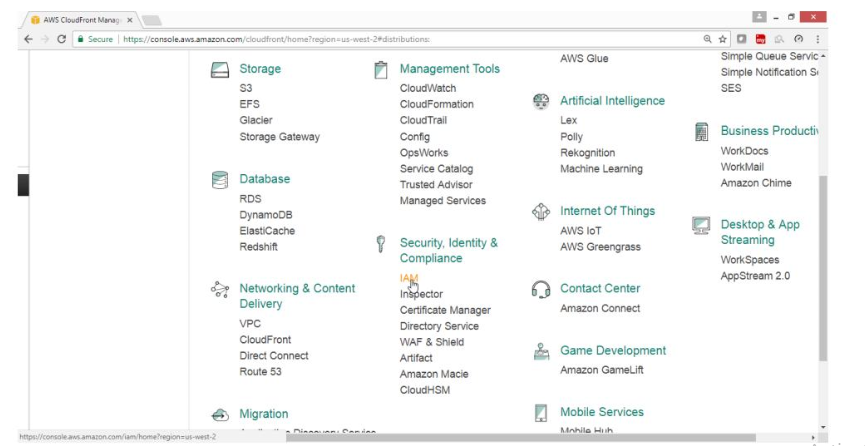 AWS CloudFront Manag
Secure | https://console.aws.amazon.com/cloudfront/home?region=us-west-2#distributions:
Storage
S3
EFS
Glacier
Storage Gateway
Database
RDS
DynamoDB
ElastiCache
Redshift
Networking & Content
Delivery
VPC
CloudFront
Direct Connect
Route 53
Migration
Management Tools
CloudWatch
CloudFormation
CloudTrail
Config
OpsWorks
Service Catalog
Trusted Advisor
Managed Services
Security, Identity &
Compliance
IAM
Inspector
Certificate Manager
Directory Service
WAF & Shield
Artifact
Amazon Macie
CloudHSM
AWS Glue
Artificial Intelligence
Lex
Polly
Rekognition
Machine Learning
Internet Of Things
AWS IoT
AWS Greengrass
Contact Center
Amazon Connect
Game Development
Amazon GameLift
Mobile Services
Mobile Hub
Simple Queue Servic
Simple Notification S
SES
Business Productiv
WorkDocs
WorkMail
Amazon Chime
Desktop & App
Streaming
WorkSpaces
AppStream 2.0
https://console.aws.amazon.com/iam/home?region=us-west-2